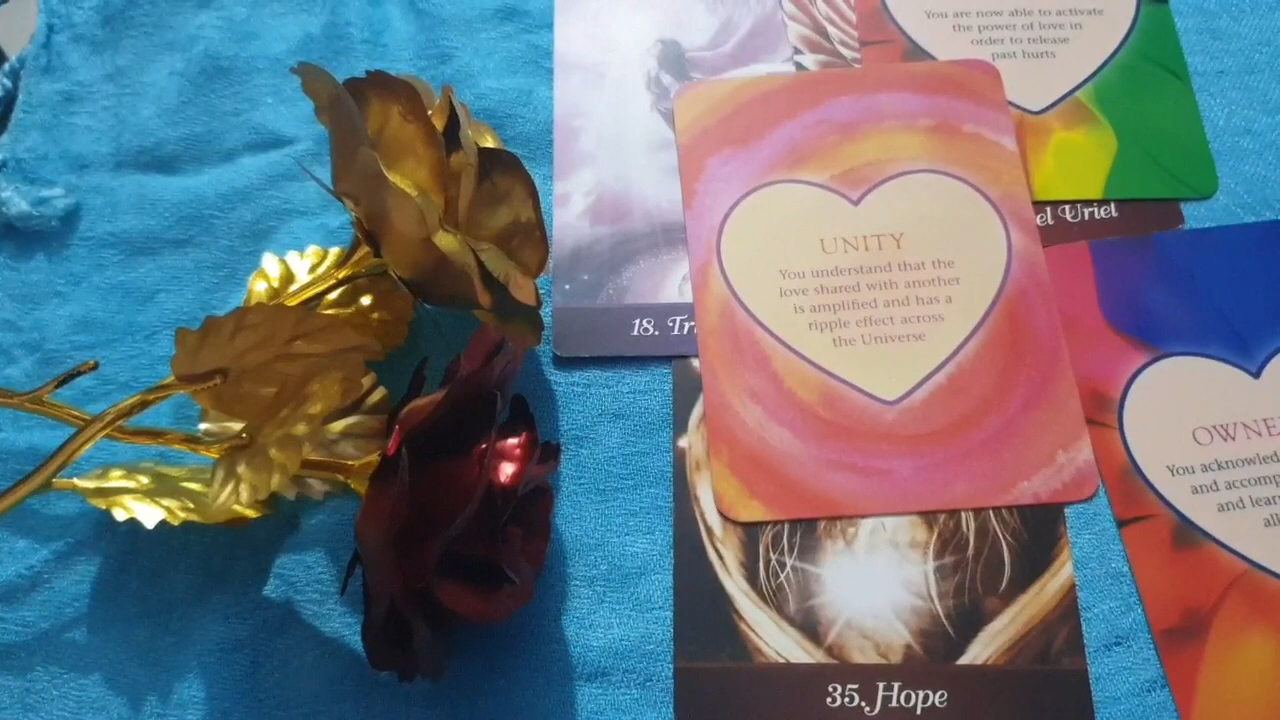 You are now able to activate
the power of love in
order to release
past hurts
el Uriel
UNITY
You understand that the
love shared with another
is amplified and has a
ripple effect across
the Universe
18. Tr
OWNE
You acknowled
and accomp
and lear
all
35. Hope